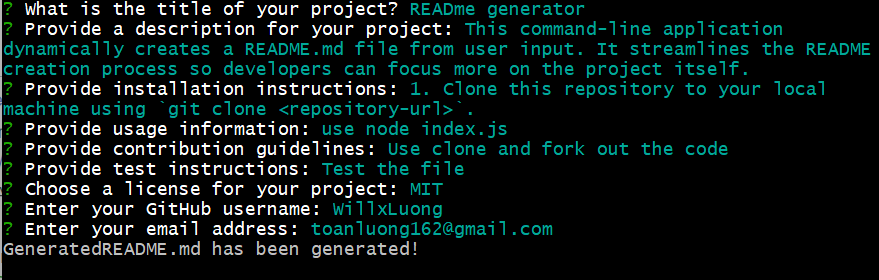 ? What is the title of your project? READme generator
? Provide a description for your project: This command-line application
dynamically creates a README.md file from user input. It streamlines the README
creation process so developers can focus more on the project itself.
? Provide installation instructions: 1. Clone this repository to your local
machine using `git clone <repository-url>`.
? Provide usage information: use node index.js
? Provide contribution guidelines: Use clone and fork out the code
? Provide test instructions: Test the file
? Choose a license for your project: MIT
? Enter your GitHub username: WillxLuong
? Enter your email address: toanluong162@gmail.com
GeneratedREADME.md has been generated!